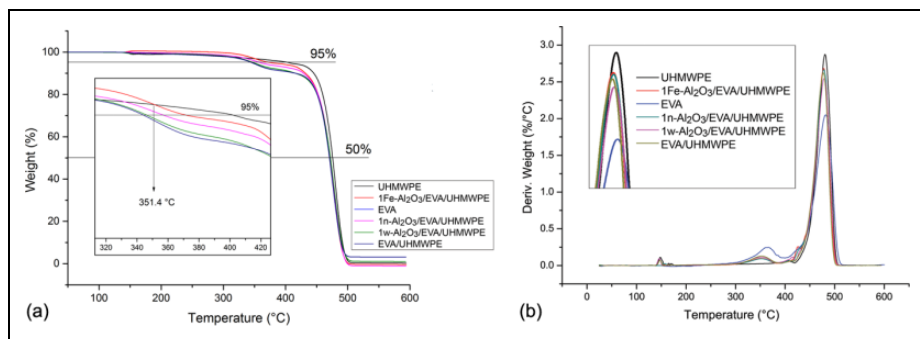 95%
100
80
60
40
20
0
Weight (%)
95%
351.4 °C
320
340
360
380
400
420
50%
UHMWPE
1Fe-Al2O3/EVA/UHMWPE
EVA
1n-Al2O3/EVA/UHMWPE
1w-Al2O3/EVA/UHMWPE
EVA/UHMWPE
100
200
300
400
500
600
(a)
Temperature (°C)
3.0
2.5
2.0
1.5
1.0
0.5
0.0
Deriv. Weight (%/°C)
UHMWPE
1Fe-Al2O3/EVA/UHMWPE
EVA
1n-Al2O3/EVA/UHMWPE
1w-Al2O3/EVA/UHMWPE
EVA/UHMWPE
0
100
200
300
400
500
600
(b)
Temperature (°C)